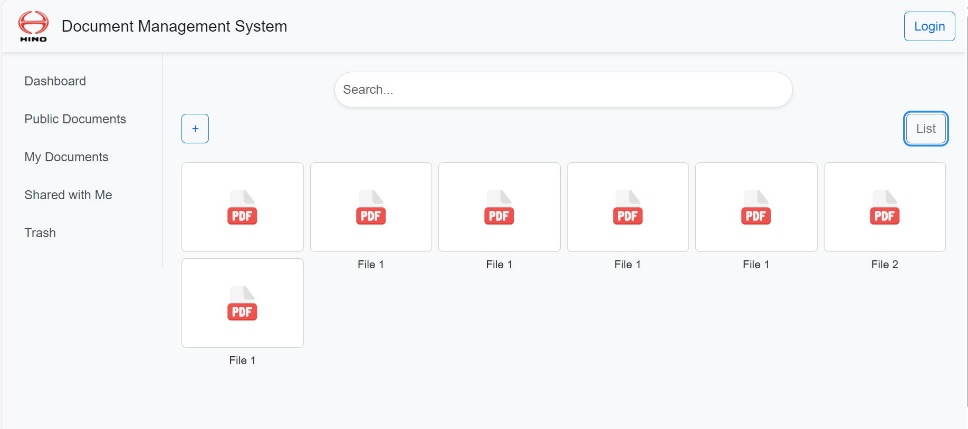 HINO
Document Management System
Login
Dashboard
Public Documents
My Documents
Shared with Me
Trash
Search...
+
List
PDF
PDF
PDF
PDF
PDF
PDF
File 1
File 1
File 1
File 1
File 2
PDF
File 1